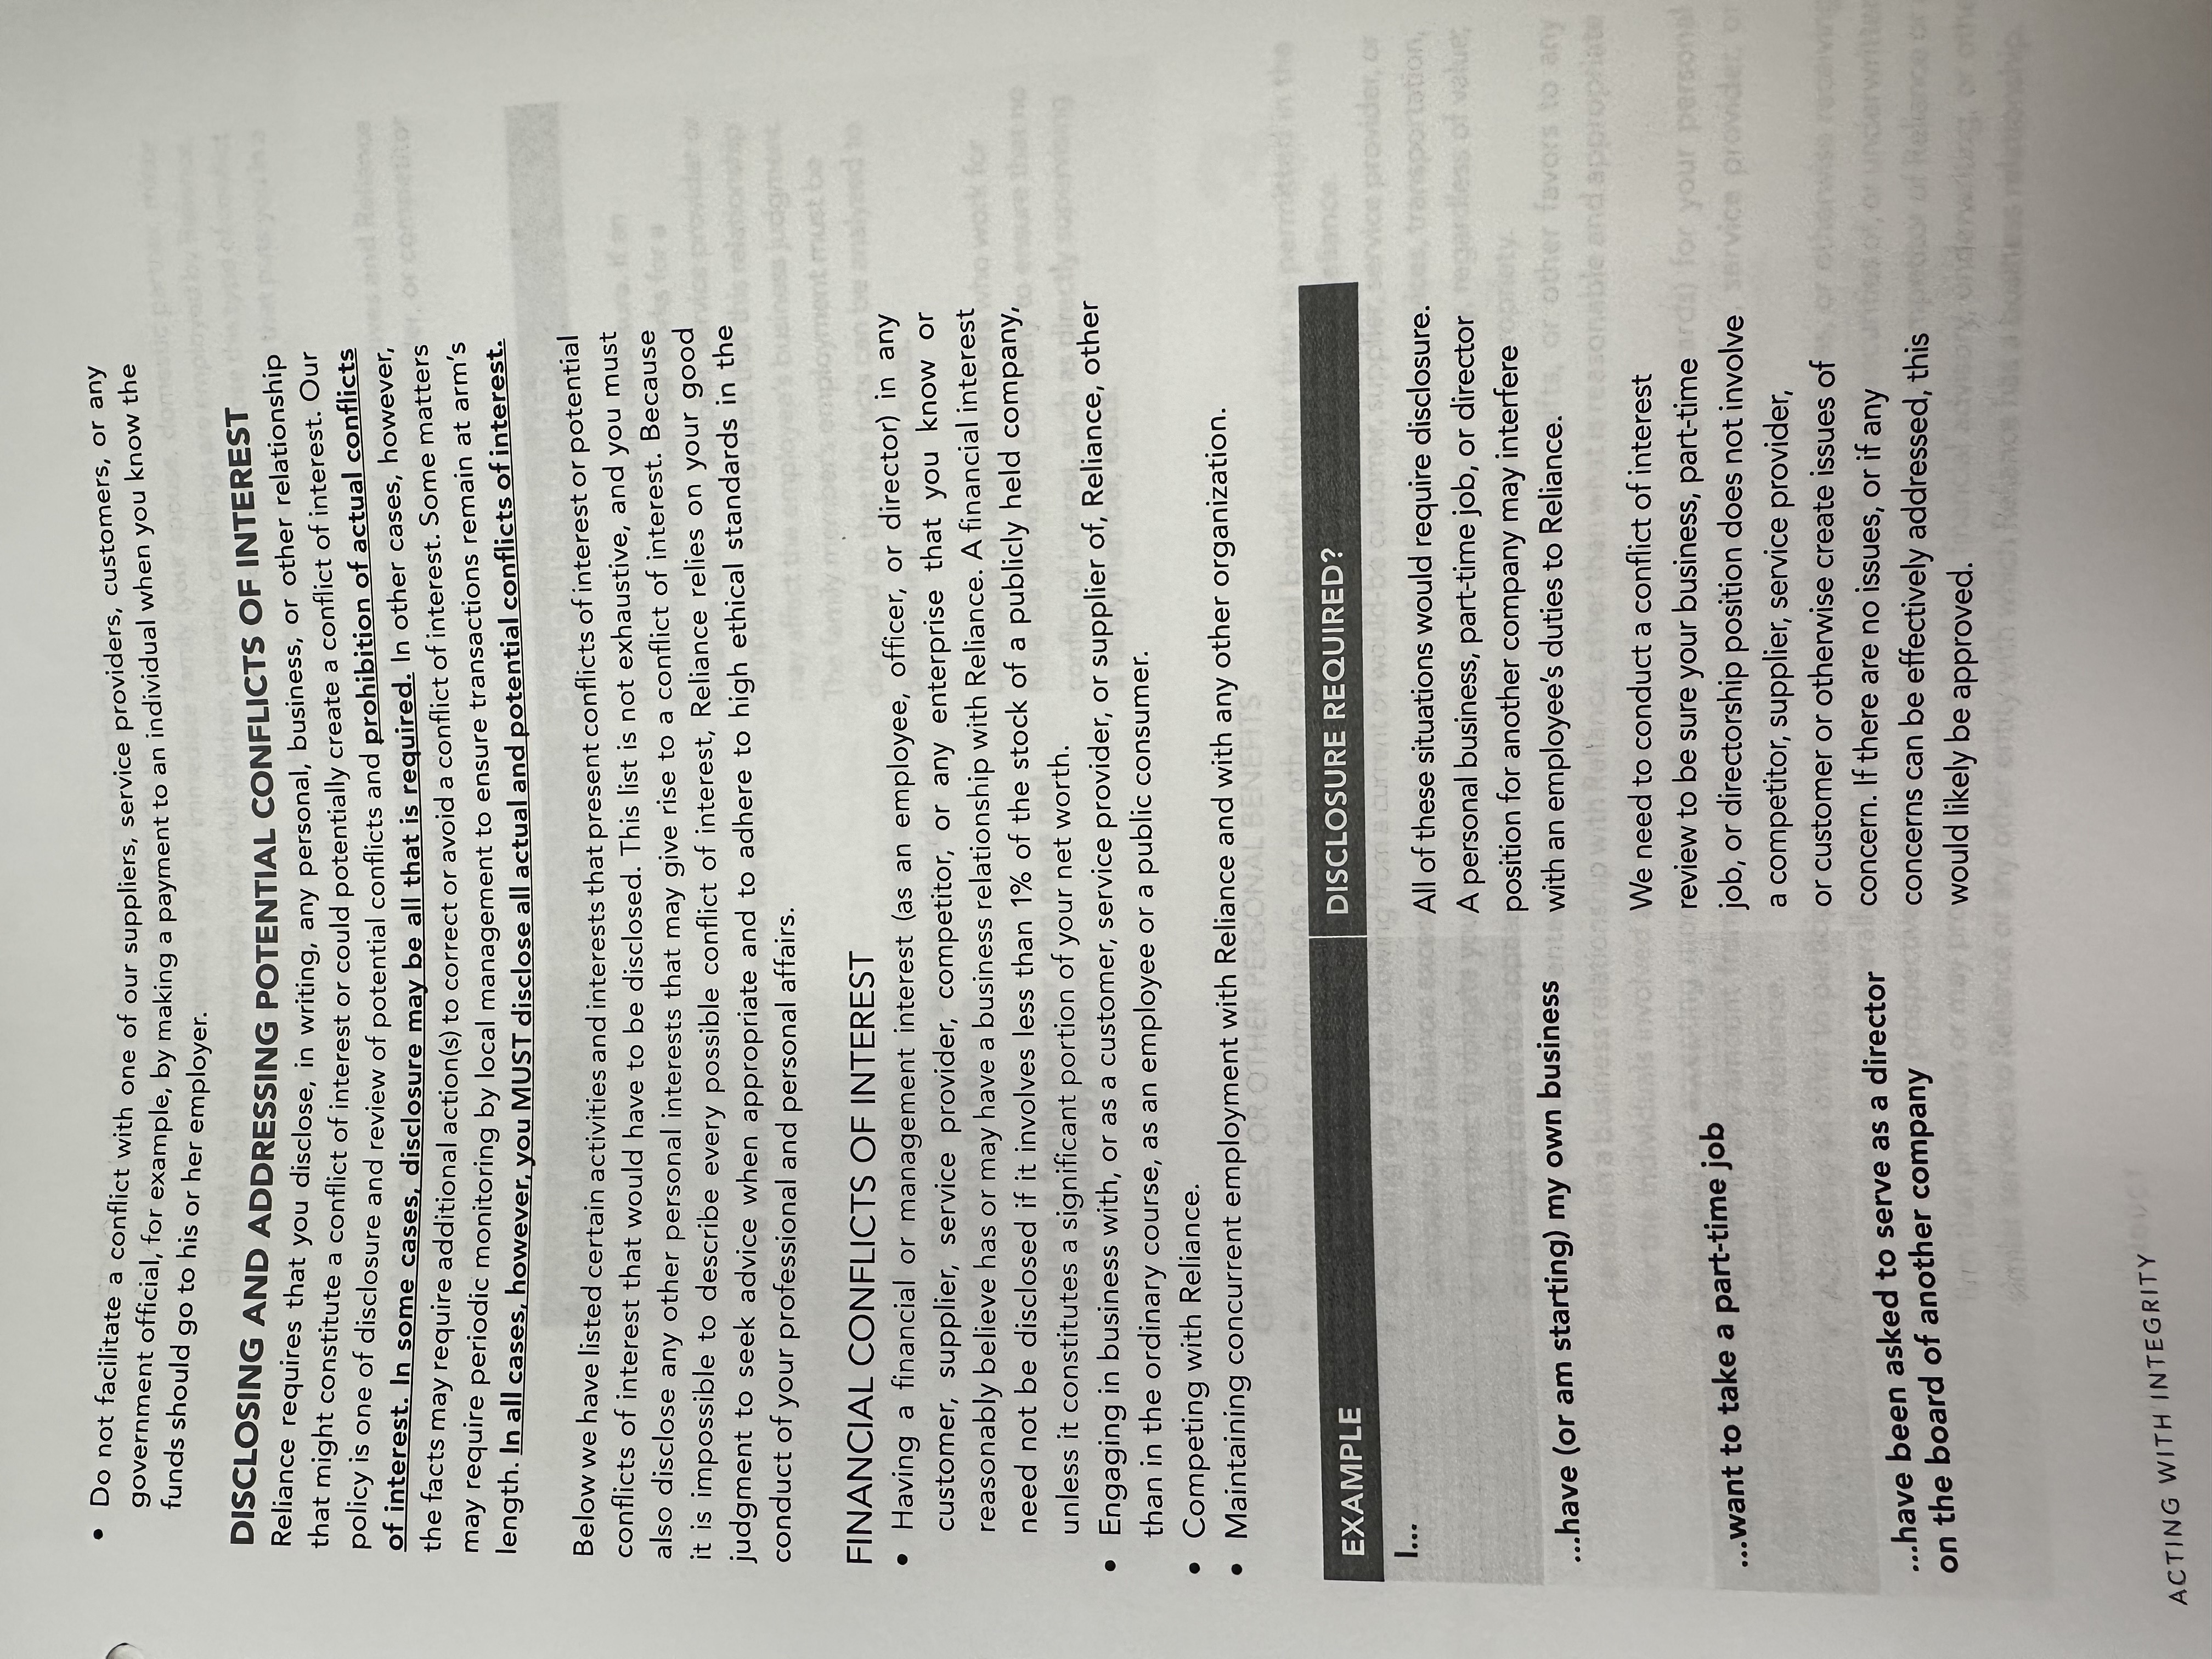 • Do not facilitate a conflict with one of our suppliers, service providers, customers, or any
government official, for example, by making a payment to an individual when you know the
funds should go to his or her employer.
DISCLOSING AND ADDRESSING POTENTIAL CONFLICTS OF INTEREST
Reliance requires that you disclose, in writing, any personal, business, or other relationship
that might constitute a conflict of interest or could potentially create a conflict of interest. Our
policy is one of disclosure and review of potential conflicts and prohibition of actual conflicts
of interest. In some cases, disclosure may be all that is required. In other cases, however,
the facts may require additional action(s) to correct or avoid a conflict of interest. Some matters
may require periodic monitoring by local management to ensure transactions remain at arm's
length. In all cases, however, you MUST disclose all actual and potential conflicts of interest.
Below we have listed certain activities and interests that present conflicts of interest or potential
conflicts of interest that would have to be disclosed. This list is not exhaustive, and you must
also disclose any other personal interests that may give rise to a conflict of interest. Because
it is impossible to describe every possible conflict of interest, Reliance relies on your good
judgment to seek advice when appropriate and to adhere to high ethical standards in the
conduct of your professional and personal affairs.
FINANCIAL CONFLICTS OF INTEREST
• Having a financial or management interest (as an employee, officer, or director) in any
customer, supplier, service provider, competitor, or any enterprise that you know or
reasonably believe has or may have a business relationship with Reliance. A financial interest
need not be disclosed if it involves less than 1% of the stock of a publicly held company,
unless it constitutes a significant portion of your net worth.
• Engaging in business with, or as a customer, service provider, or supplier of, Reliance, other
than in the ordinary course, as an employee or a public consumer.
• Competing with Reliance.
• Maintaining concurrent employment with Reliance and with any other organization.
EXAMPLE
I...
...have (or am starting) my own business
...want to take a part-time job
...have been asked to serve as a director
on the board of another company
DISCLOSURE REQUIRED?
All of these situations would require disclosure.
A personal business, part-time job, or director
position for another company may interfere
with an employee's duties to Reliance.
We need to conduct a conflict of interest
review to be sure your business, part-time
job, or directorship position does not involve
a competitor, supplier, service provider,
or customer or otherwise create issues of
concern. If there are no issues, or if any
concerns can be effectively addressed, this
would likely be approved.
ACTING WITH INTEGRITY